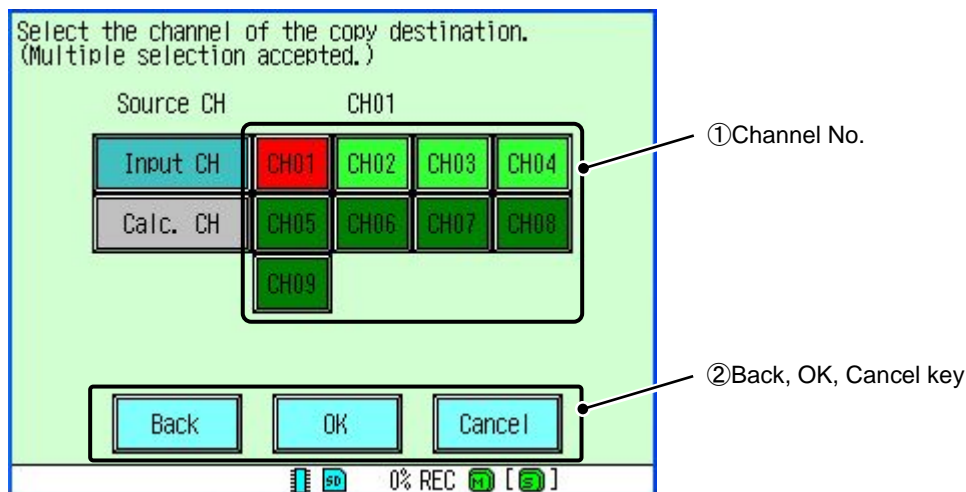 Select the channel of the copy destination.
(Multiple selection accepted.)
Source CH CH01
①Channel No.
Input CH CH01 CH02 CH03 CH04
Calc. CH CH05 CH06 CH07 CH08
CH09
②Back, OK, Cancel key
Back OK Cancel
SD 0% REC M [S]